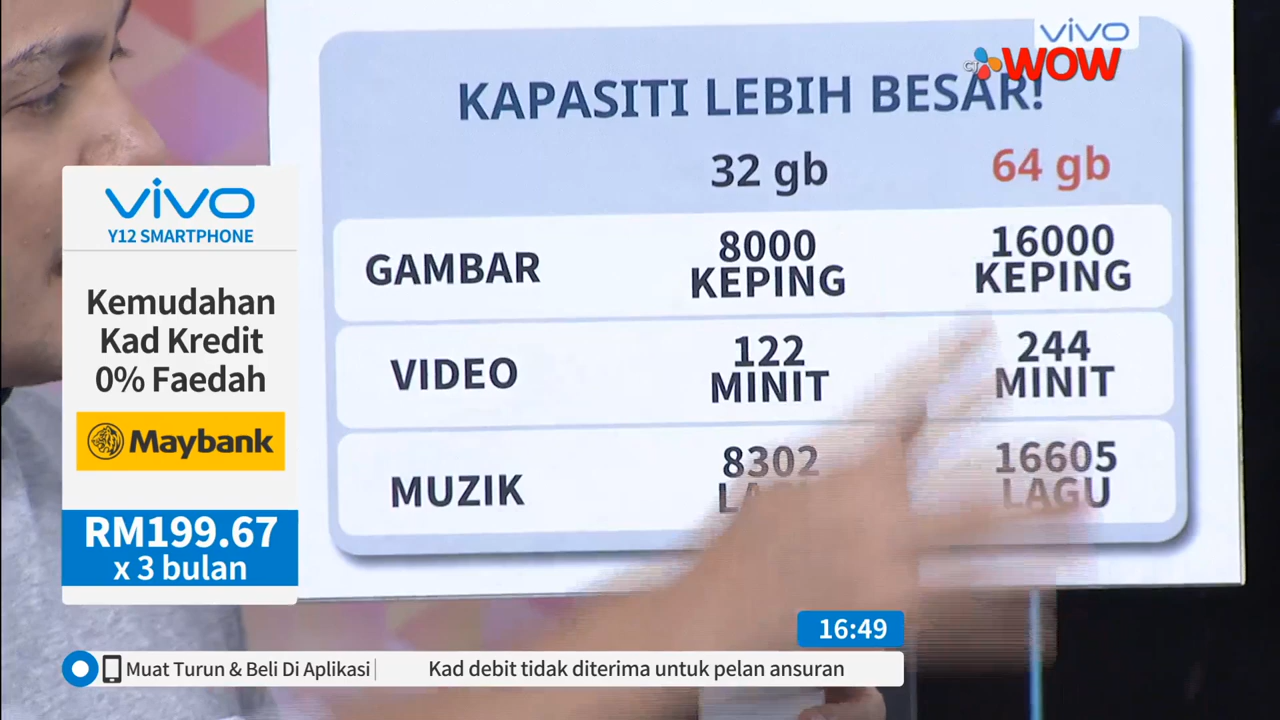 vivo
CJ WOW
KAPASITI LEBIH BESAR!
32 gb 64 gb
GAMBAR 8000 KEPING 16000 KEPING
VIDEO 122 MINIT 244 MINIT
MUZIK 8302 16605 LAGU
vivo
Y12 SMARTPHONE
Kemudahan
Kad Kredit
0% Faedah
Maybank
RM199.67
x 3 bulan
16:49
Muat Turun & Beli Di Aplikasi
Kad debit tidak diterima untuk pelan ansuran